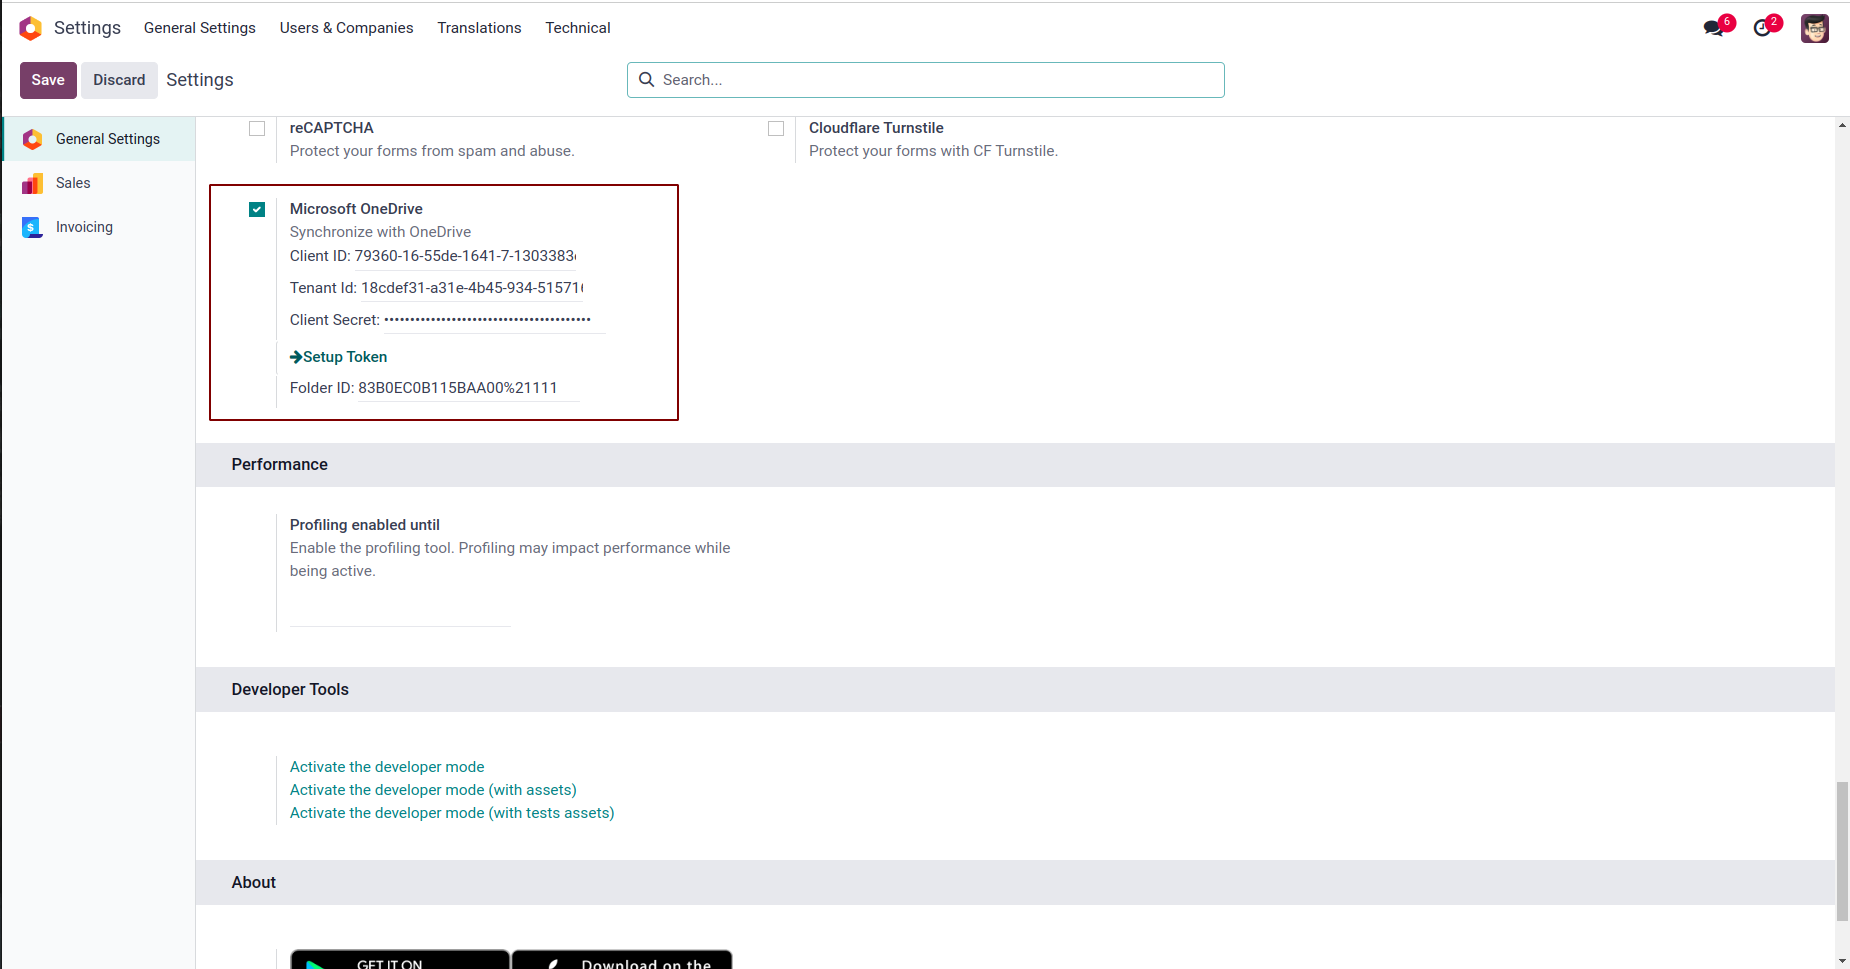 Settings General Settings Users & Companies Translations Technical 6 2
Save Discard Settings Search...
General Settings
Sales
Invoicing
reCAPTCHA
Protect your forms from spam and abuse.
Cloudflare Turnstile
Protect your forms with CF Turnstile.
Microsoft OneDrive
Synchronize with OneDrive
Client ID: 79360-16-55de-1641-7-1303383
Tenant Id: 18cdef31-a31e-4b45-934-51571
Client Secret: ••••••••••••••••••••••••••••••••••••••••
Setup Token
Folder ID: 83B0EC0B115BAA00%21111
Performance
Profiling enabled until
Enable the profiling tool. Profiling may impact performance while
being active.
Developer Tools
Activate the developer mode
Activate the developer mode (with assets)
Activate the developer mode (with tests assets)
About
GET IT ON
Download on the